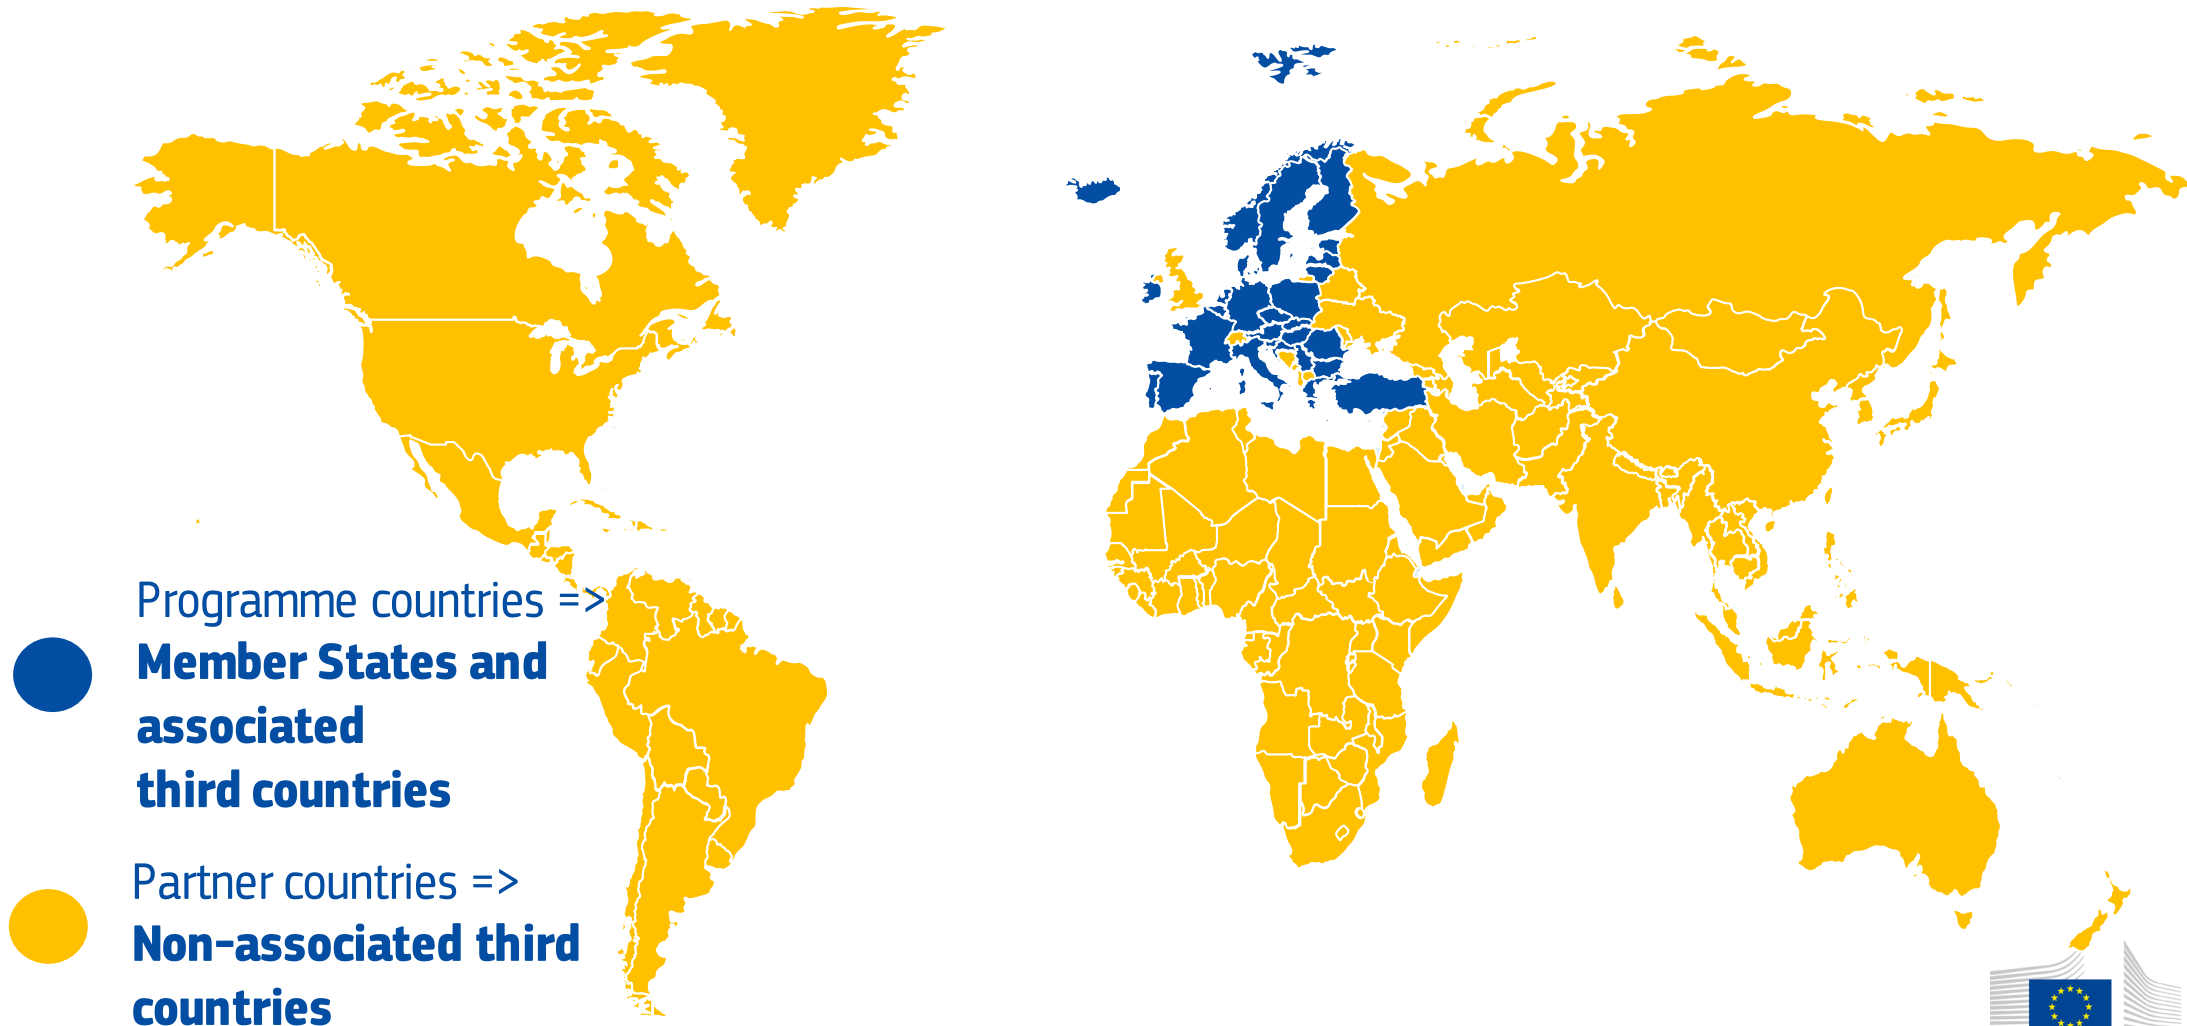 Programme countries =>
Member States and
associated
third countries
Partner countries =>
Non-associated third
countries